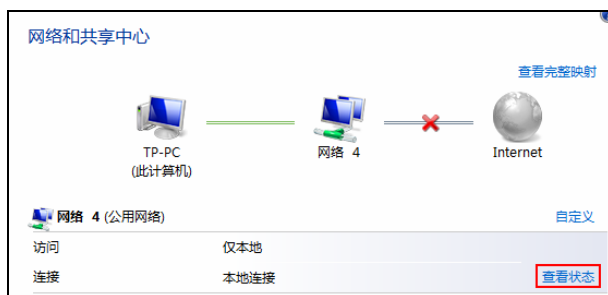 网络和共享中心
查看完整映射
TP-PC
(此计算机)
网络 4
Internet
网络 4 (公用网络)
自定义
访问
仅本地
连接
本地连接
查看状态